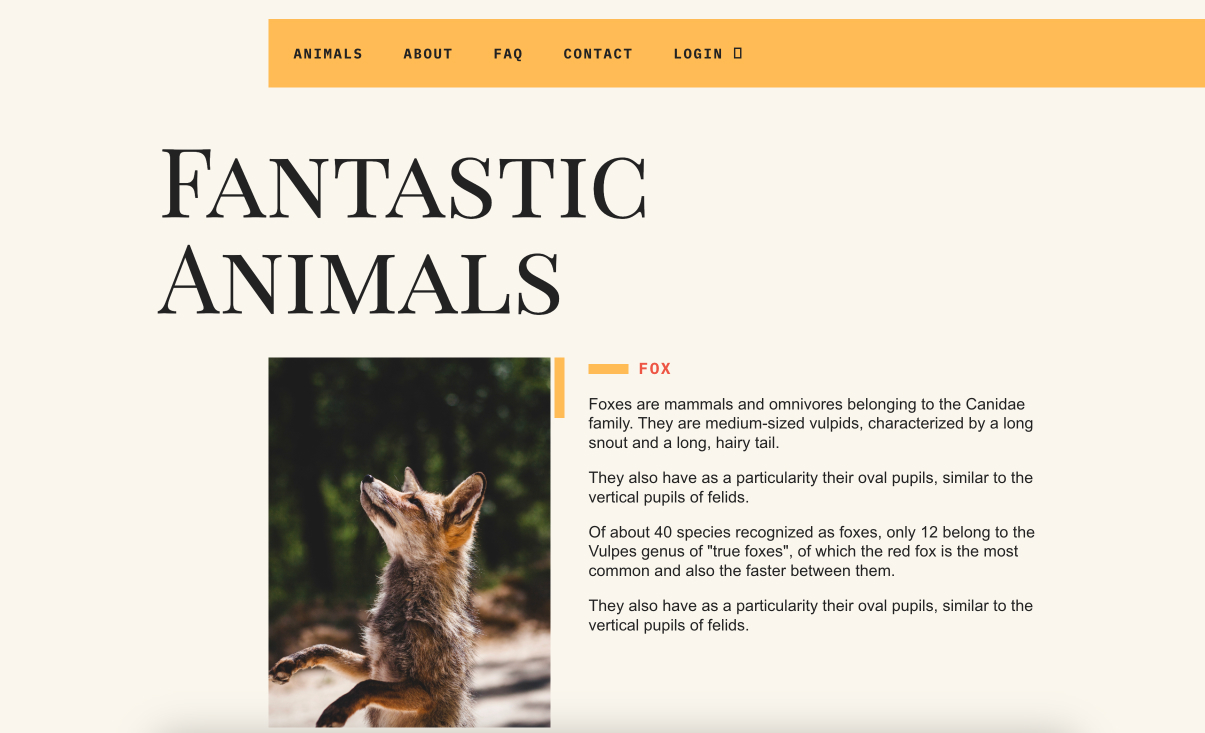 ANIMALS ABOUT FAQ CONTACT LOGIN
FANTASTIC
ANIMALS
FOX
Foxes are mammals and omnivores belonging to the Canidae
family. They are medium-sized vulpids, characterized by a long
snout and a long, hairy tail.
They also have as a particularity their oval pupils, similar to the
vertical pupils of felids.
Of about 40 species recognized as foxes, only 12 belong to the
Vulpes genus of "true foxes", of which the red fox is the most
common and also the faster between them.
They also have as a particularity their oval pupils, similar to the
vertical pupils of felids.